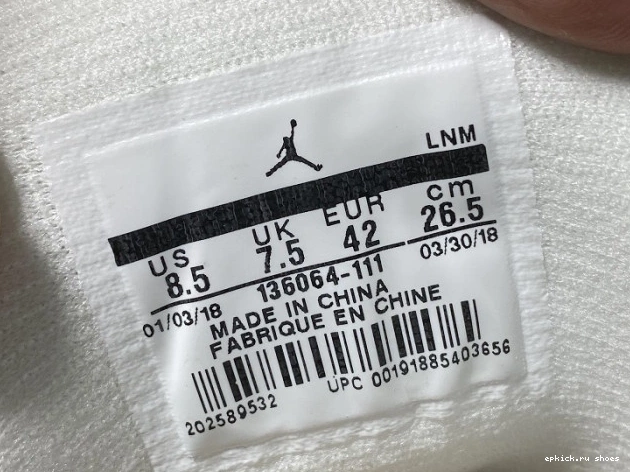 LNM
US UK EUR cm
8.5 7.5 42 26.5
136064-111
01/03/18 03/30/18
MADE IN CHINA
FABRIQUE EN CHINE
202589532 UPC 00191885403656
epkick.ru shoes